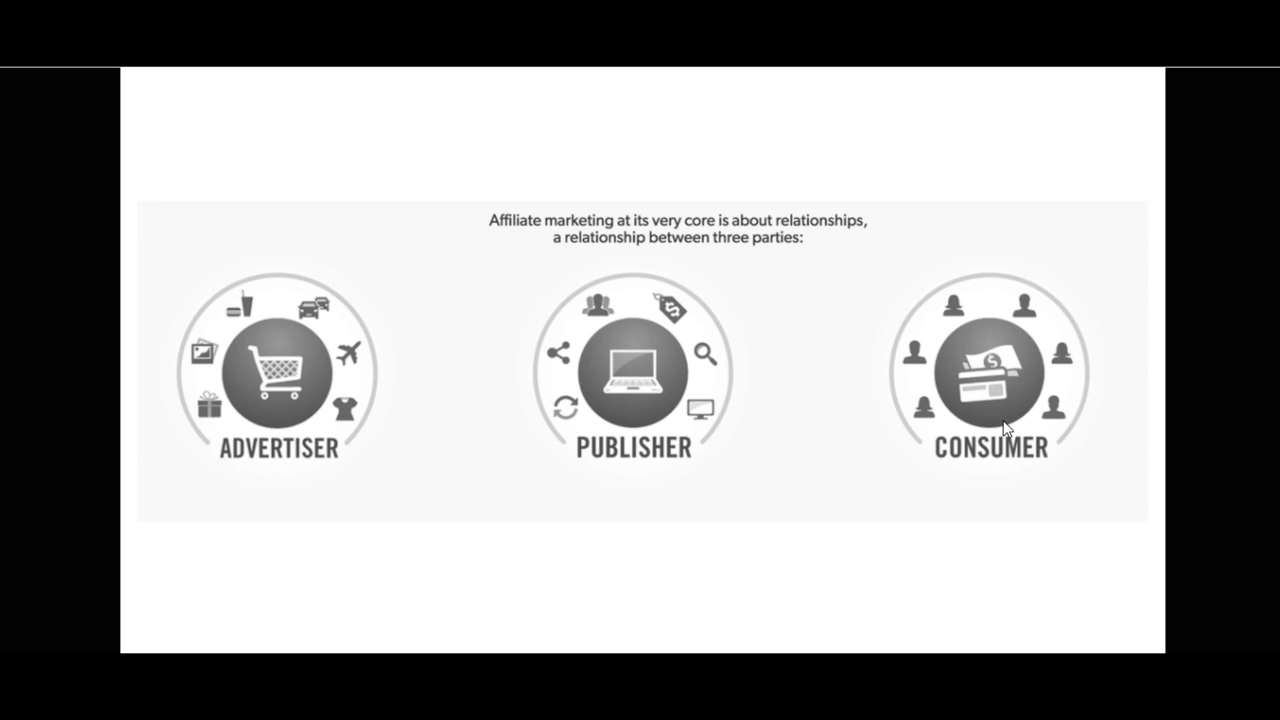 Affiliate marketing at its very core is about relationships,
a relationship between three parties:
ADVERTISER
PUBLISHER
CONSUMER